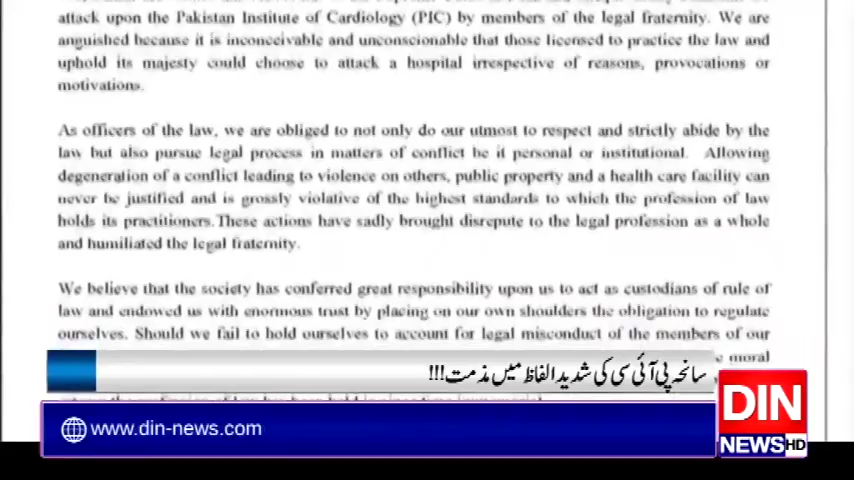 attack upon the Pakistan Institute of Cardiology (PIC) by members of the legal fraternity. We are
anguished because it is inconceivable and unconscionable that those licensed to practice the law and
uphold its majesty could choose to attack a hospital irrespective of reasons, provocations or
motivations.
As officers of the law, we are obliged to not only do our utmost to respect and strictly abide by the
law but also pursue legal process in matters of conflict be it personal or institutional. Allowing
degeneration of a conflict leading to violence on others, public property and a health care facility can
never be justified and is grossly violative of the highest standards to which the profession of law
holds its practitioners.These actions have sadly brought disrepute to the legal profession as a whole
and humiliated the legal fraternity.
We believe that the society has conferred great responsibility upon us to act as custodians of rule of
law and endowed us with enormous trust by placing on our own shoulders the obligation to regulate
ourselves. Should we fail to hold ourselves to account for legal misconduct of the members of our
moral
سانحہ پی آئی سی کی شدید الفاظ میں مذمت!!!
www.din-news.com
DIN
NEWS HD